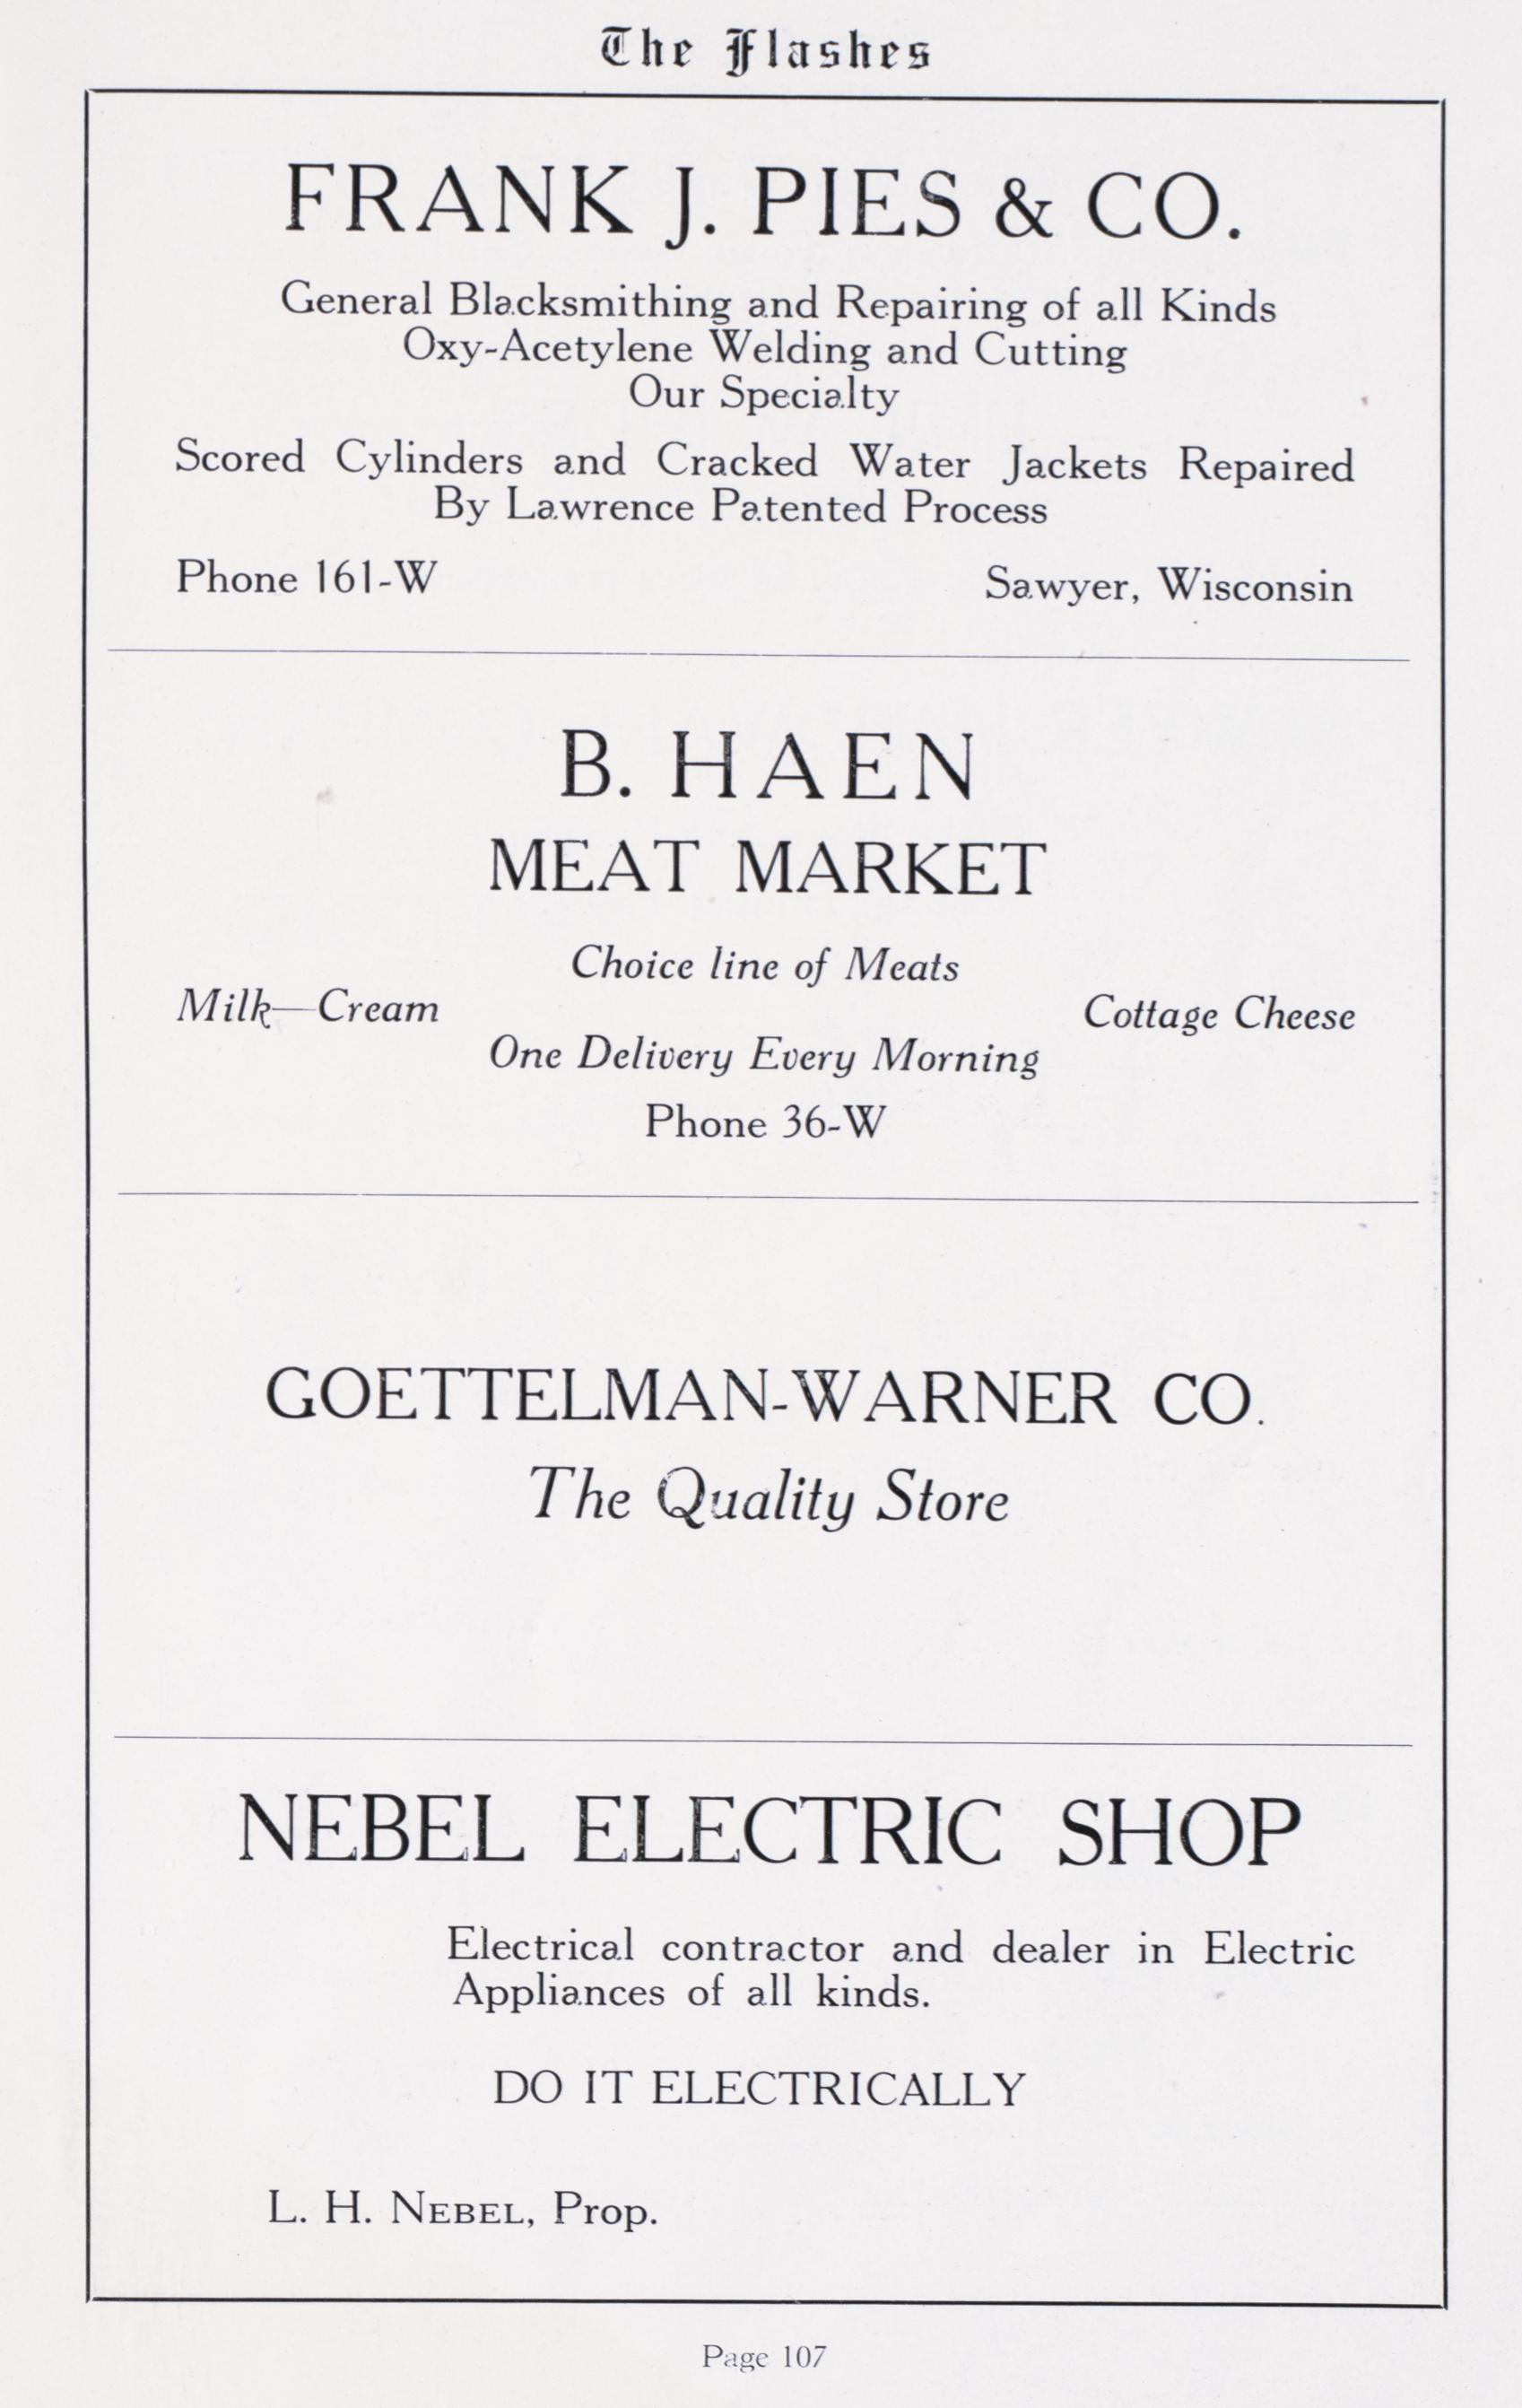 The Flashes
FRANK J. PIES & CO.
General Blacksmithing and Repairing of all Kinds
Oxy-Acetylene Welding and Cutting
Our Specialty
Scored Cylinders and Cracked Water Jackets Repaired
By Lawrence Patented Process
Phone 161-W Sawyer, Wisconsin
B. HAEN
MEAT MARKET
Choice line of Meats
Milk—Cream Cottage Cheese
One Delivery Every Morning
Phone 36-W
GOETTELMAN-WARNER CO.
The Quality Store
NEBEL ELECTRIC SHOP
Electrical contractor and dealer in Electric
Appliances of all kinds.
DO IT ELECTRICALLY
L. H. NEBEL, Prop.
Page 107